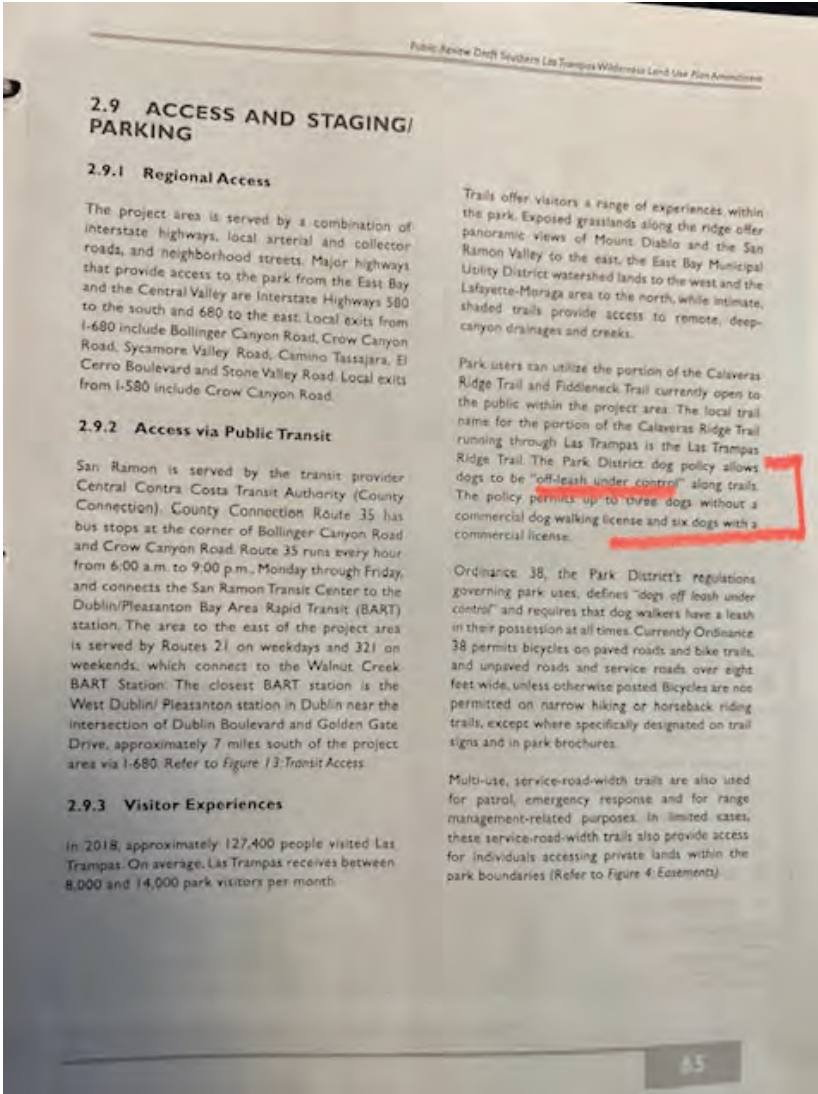 Public Review Draft Southern Las Trampas Wilderness Land Use Plan Amendment
2.9 ACCESS AND STAGING/
PARKING
2.9.1 Regional Access
The project area is served by a combination of
interstate highways, local arterial and collector
roads, and neighborhood streets. Major highways
that provide access to the park from the East Bay
and the Central Valley are Interstate Highways 580
to the south and 680 to the east. Local exits from
I-680 include Bollinger Canyon Road, Crow Canyon
Road, Sycamore Valley Road, Camino Tassajara, El
Cerro Boulevard and Stone Valley Road. Local exits
from I-580 include Crow Canyon Road.
2.9.2 Access via Public Transit
San Ramon is served by the transit provider
Central Contra Costa Transit Authority (County
Connection). County Connection Route 35 has
bus stops at the corner of Bollinger Canyon Road
and Crow Canyon Road. Route 35 runs every hour
from 6:00 a.m. to 9:00 p.m., Monday through Friday,
and connects the San Ramon Transit Center to the
Dublin/Pleasanton Bay Area Rapid Transit (BART)
station. The area to the east of the project area
is served by Routes 21 on weekdays and 321 on
weekends, which connect to the Walnut Creek
BART Station. The closest BART station is the
West Dublin/ Pleasanton station in Dublin near the
intersection of Dublin Boulevard and Golden Gate
Drive, approximately 7 miles south of the project
area via I-680. Refer to Figure 13: Transit Access.
2.9.3 Visitor Experiences
In 2018, approximately 127,400 people visited Las
Trampas. On average, Las Trampas receives between
8,000 and 14,000 park visitors per month.
Trails offer visitors a range of experiences within
the park. Exposed grasslands along the ridge offer
panoramic views of Mount Diablo and the San
Ramon Valley to the east, the East Bay Municipal
Utility District watershed lands to the west and the
Lafayette-Moraga area to the north, while intimate,
shaded trails provide access to remote, deep-
canyon drainages and creeks.
Park users can utilize the portion of the Calaveras
Ridge Trail and Fiddleneck Trail currently open to
the public within the project area. The local trail
name for the portion of the Calaveras Ridge Trail
running through Las Trampas is the Las Trampas
Ridge Trail. The Park District dog policy allows
dogs to be "off-leash under control" along trails.
The policy permits up to three dogs without a
commercial dog walking license and six dogs with a
commercial license.
Ordinance 38, the Park District's regulations
governing park uses, defines "dogs off leash under
control" and requires that dog walkers have a leash
in their possession at all times. Currently Ordinance
38 permits bicycles on paved roads and bike trails,
and unpaved roads and service roads over eight
feet wide, unless otherwise posted. Bicycles are not
permitted on narrow hiking or horseback riding
trails, except where specifically designated on trail
signs and in park brochures.
Multi-use, service-road-width trails are also used
for patrol, emergency response and for range
management-related purposes. In limited cases,
these service-road-width trails also provide access
for individuals accessing private lands within the
park boundaries (Refer to Figure 4: Easements).
65